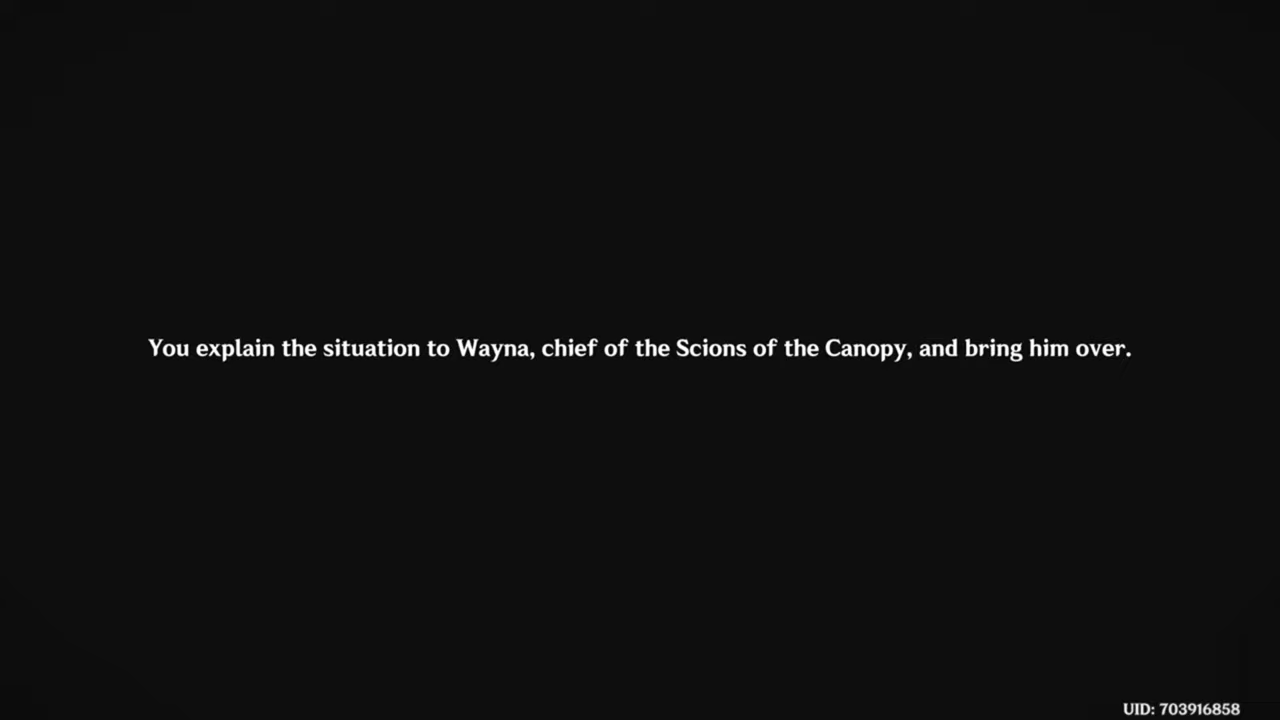 You explain the situation to Wayna, chief of the Scions of the Canopy, and bring him over.
UID: 703916858